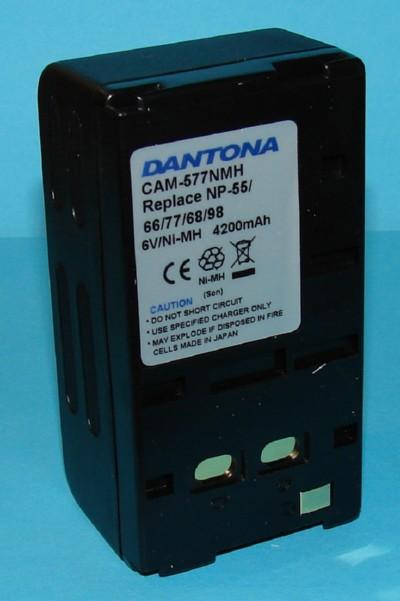 DANTONA
CAM-577NMH
Replace NP-55/
66/77/68/98
6V/Ni-MH 4200mAh
CE
Ni-MH
(Sen)
CAUTION
• DO NOT SHORT CIRCUIT
• USE SPECIFIED CHARGER ONLY
• MAY EXPLODE IF DISPOSED IN FIRE
CELLS MADE IN JAPAN